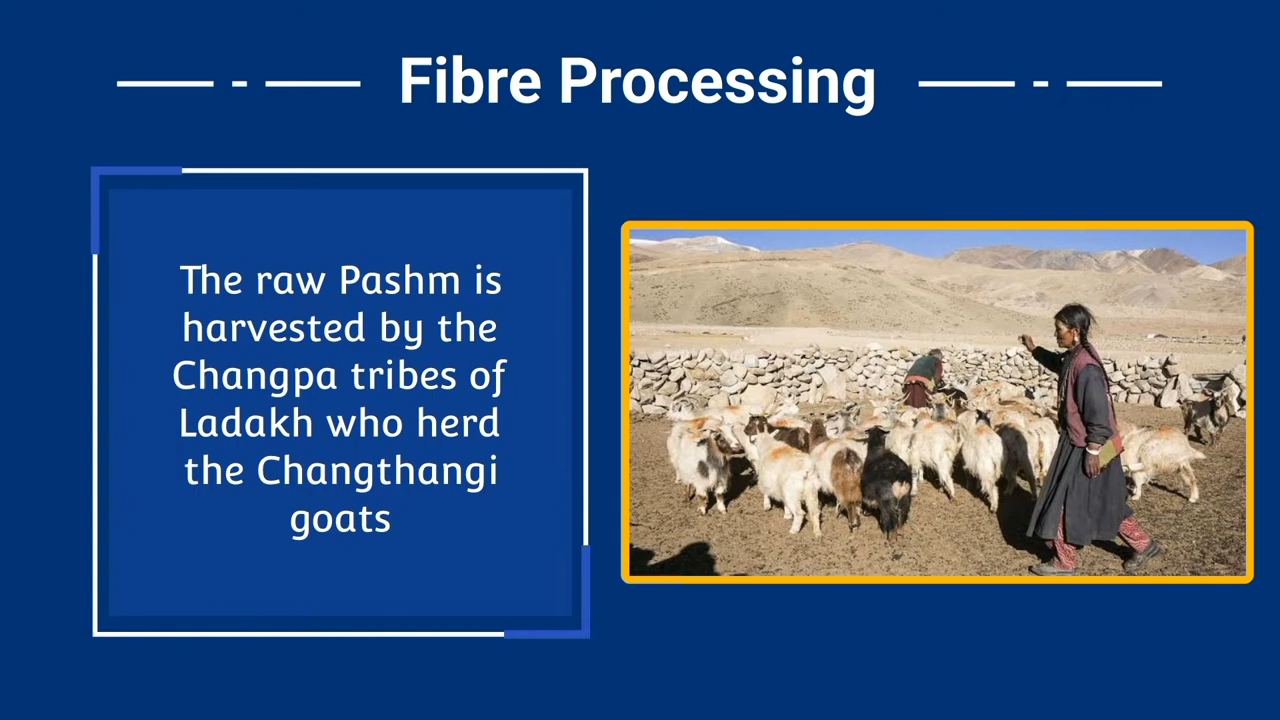 Fibre Processing
The raw Pashm is
harvested by the
Changpa tribes of
Ladakh who herd
the Changthangi
goats